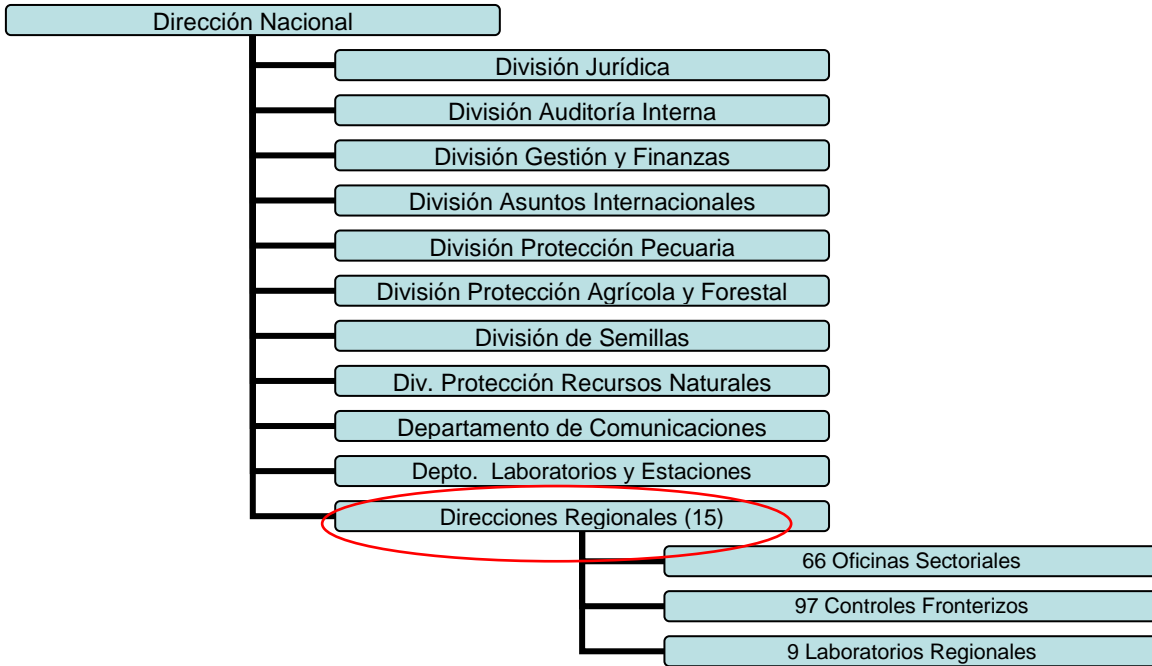 Dirección Nacional
División Jurídica
División Auditoría Interna
División Gestión y Finanzas
División Asuntos Internacionales
División Protección Pecuaria
División Protección Agrícola y Forestal
División de Semillas
Div. Protección Recursos Naturales
Departamento de Comunicaciones
Depto. Laboratorios y Estaciones
Direcciones Regionales (15)
66 Oficinas Sectoriales
97 Controles Fronterizos
9 Laboratorios Regionales